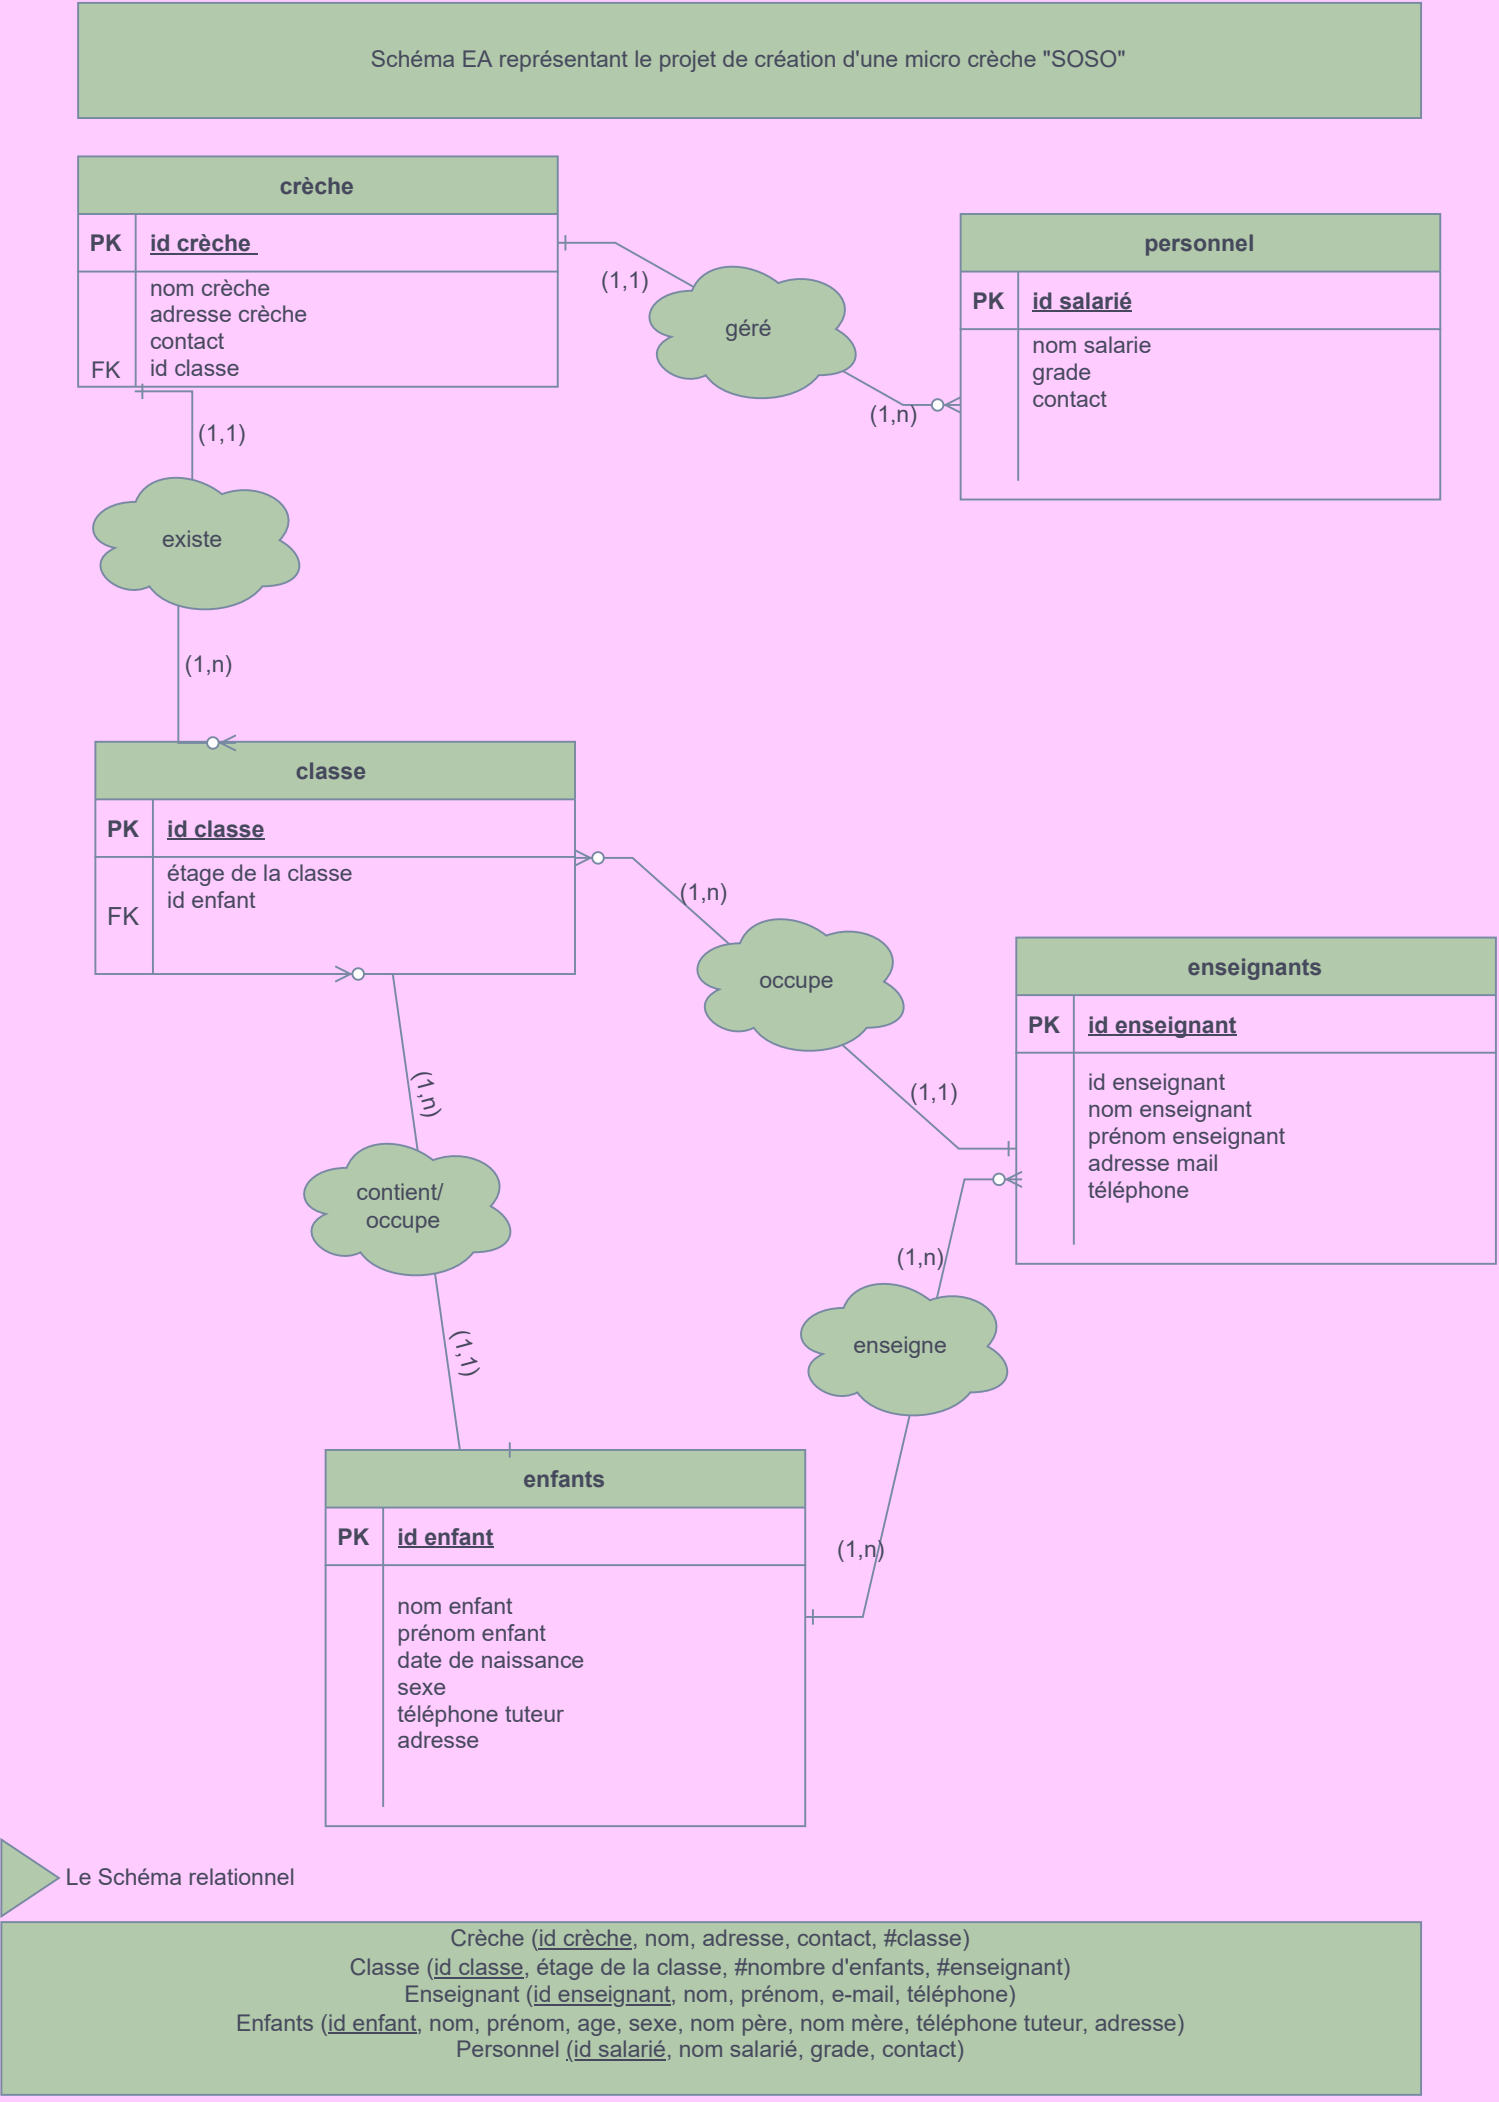 Schéma EA représentant le projet de création d'une micro crèche "SOSO"
crèche
PK id crèche
nom crèche
adresse crèche
contact
FK id classe
(1,1)
géré
(1,n)
personnel
PK id salarié
nom salarie
grade
contact
(1,1)
existe
(1,n)
classe
PK id classe
étage de la classe
id enfant
FK
(1,n)
occupe
(1,1)
enseignants
PK id enseignant
id enseignant
nom enseignant
prénom enseignant
adresse mail
téléphone
(1,n)
contient/
occupe
(1,1)
(1,n)
enseigne
(1,n)
enfants
PK id enfant
nom enfant
prénom enfant
date de naissance
sexe
téléphone tuteur
adresse
Le Schéma relationnel
Crèche (id crèche, nom, adresse, contact, #classe)
Classe (id classe, étage de la classe, #nombre d'enfants, #enseignant)
Enseignant (id enseignant, nom, prénom, e-mail, téléphone)
Enfants (id enfant, nom, prénom, age, sexe, nom père, nom mère, téléphone tuteur, adresse)
Personnel (id salarié, nom salarié, grade, contact)